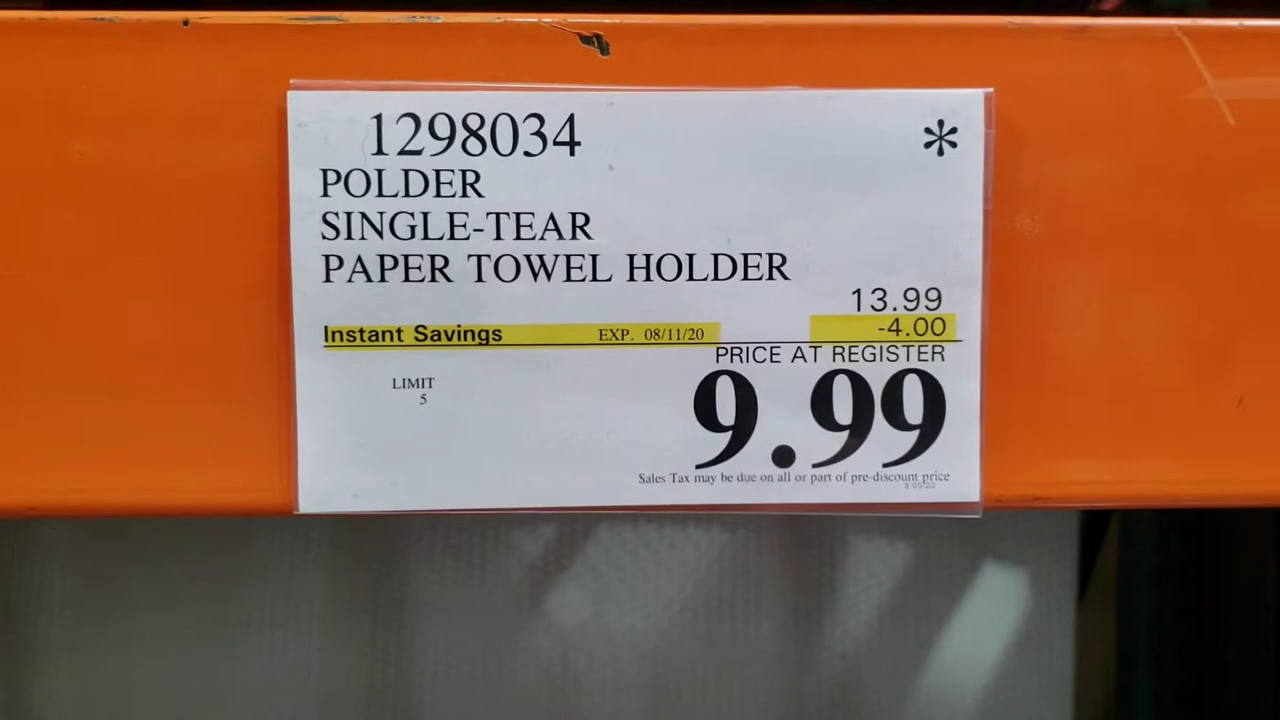 1298034 *
POLDER
SINGLE-TEAR
PAPER TOWEL HOLDER
13.99
Instant Savings EXP. 08/11/20 -4.00
PRICE AT REGISTER
LIMIT
5
9.99
Sales Tax may be due on all or part of pre-discount price